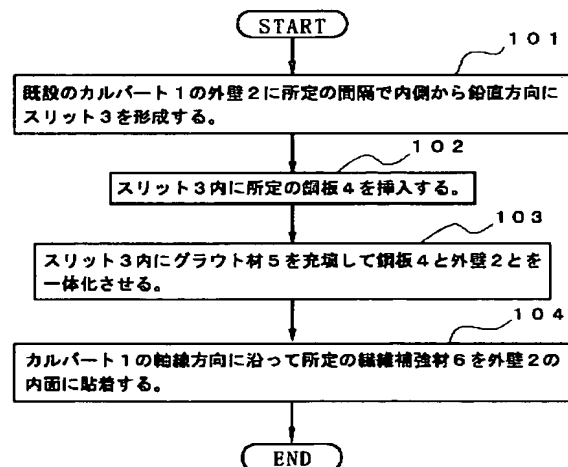 START
101
既設のカルバート1の外壁2に所定の間隔で内側から鉛直方向に
スリット3を形成する。
102
スリット3内に所定の鋼板4を挿入する。
103
スリット3内にグラウト材5を充填して鋼板4と外壁2とを
一体化させる。
104
カルバート1の軸線方向に沿って所定の繊維補強材6を外壁2の
内面に貼着する。
END